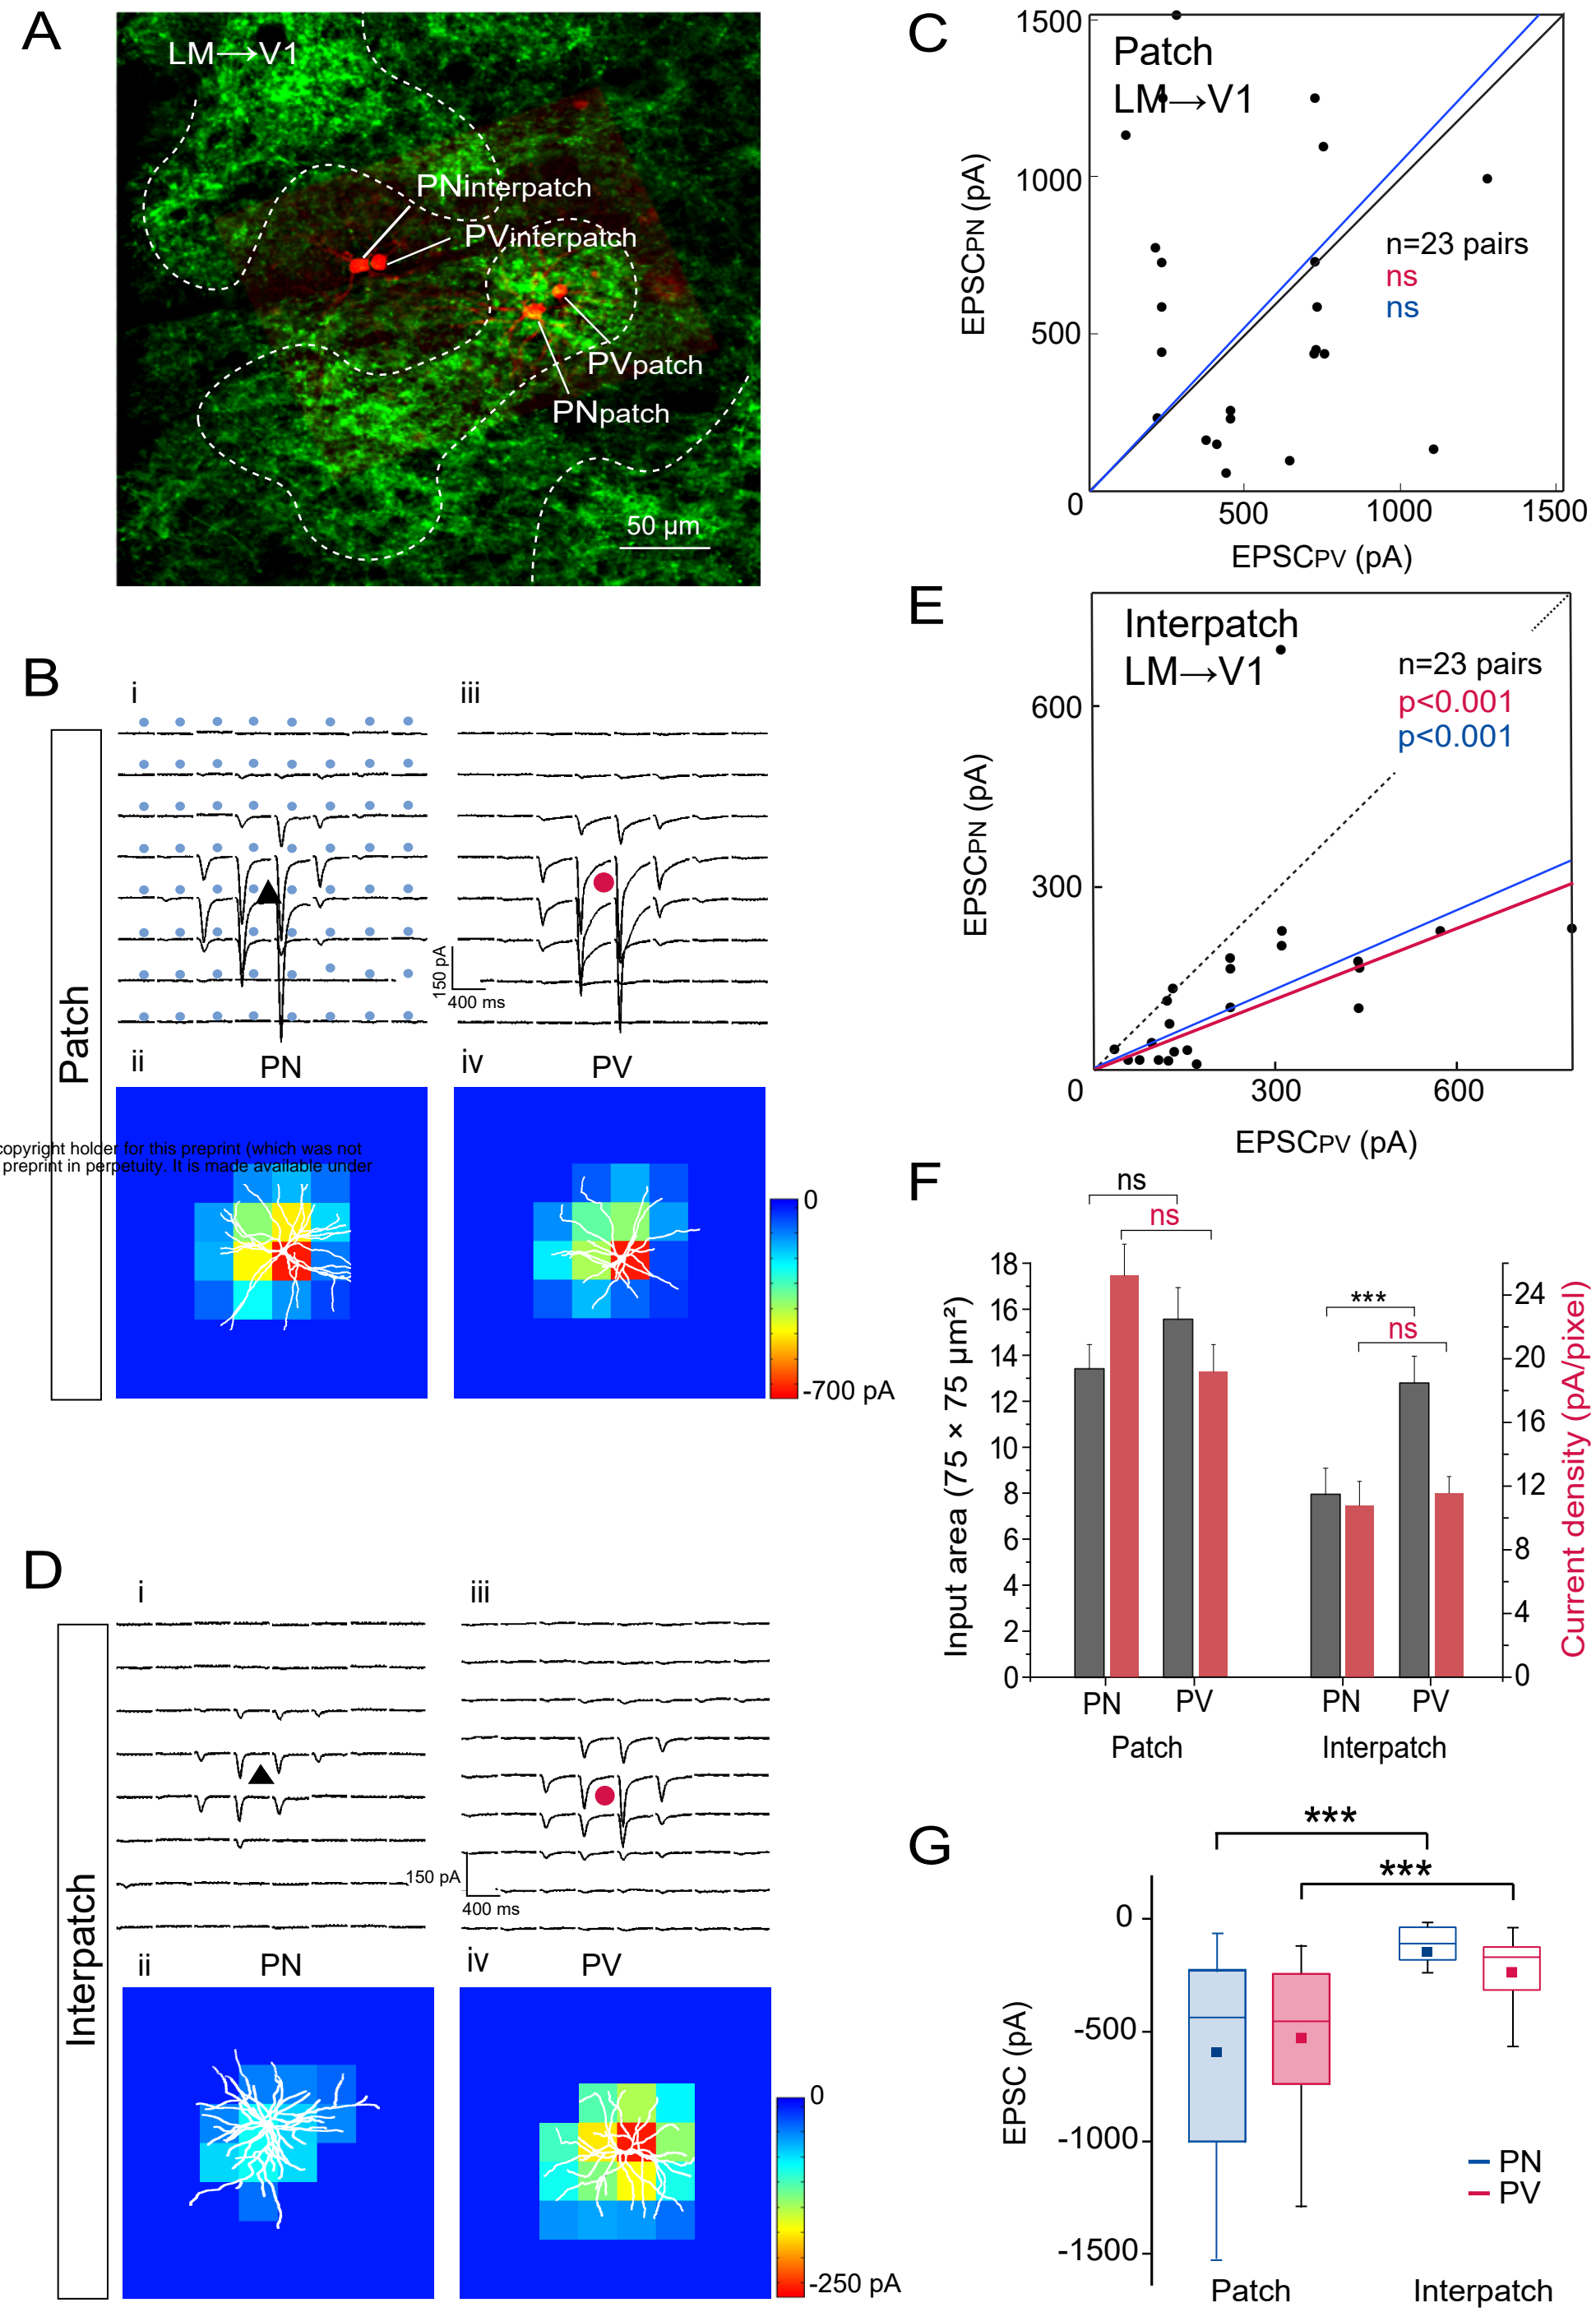 A
LM→V1
PNinterpatch
PVinterpatch
PVpatch
PNpatch
50 µm
C
Patch
LM→V1
1500
1000
500
0
500
1000
1500
EPSCPN (pA)
EPSCPV (pA)
n=23 pairs
ns
ns
B
Patch
i
iii
150 pA
400 ms
ii
PN
iv
PV
copyright holder for this preprint (which was not
preprint in perpetuity. It is made available under
0
-700 pA
E
Interpatch
LM→V1
n=23 pairs
p<0.001
p<0.001
600
300
0
300
600
EPSCPN (pA)
EPSCPV (pA)
F
ns
ns
***
ns
18
16
14
12
10
8
6
4
2
0
Input area (75 × 75 µm²)
24
20
16
12
8
4
0
Current density (pA/pixel)
PN
PV
PN
PV
Patch
Interpatch
D
Interpatch
i
iii
150 pA
400 ms
ii
PN
iv
PV
0
-250 pA
G
***
***
0
-500
-1000
-1500
EPSC (pA)
PN
PV
Patch
Interpatch